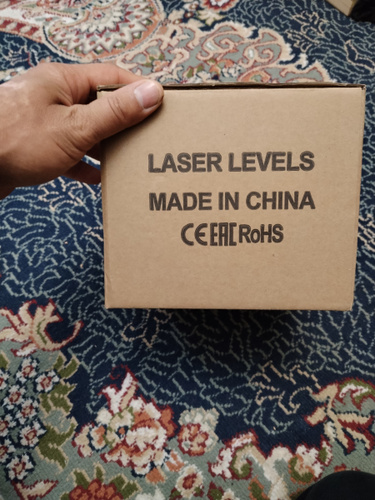 LASER LEVELS
MADE IN CHINA
CE EAC RoHS